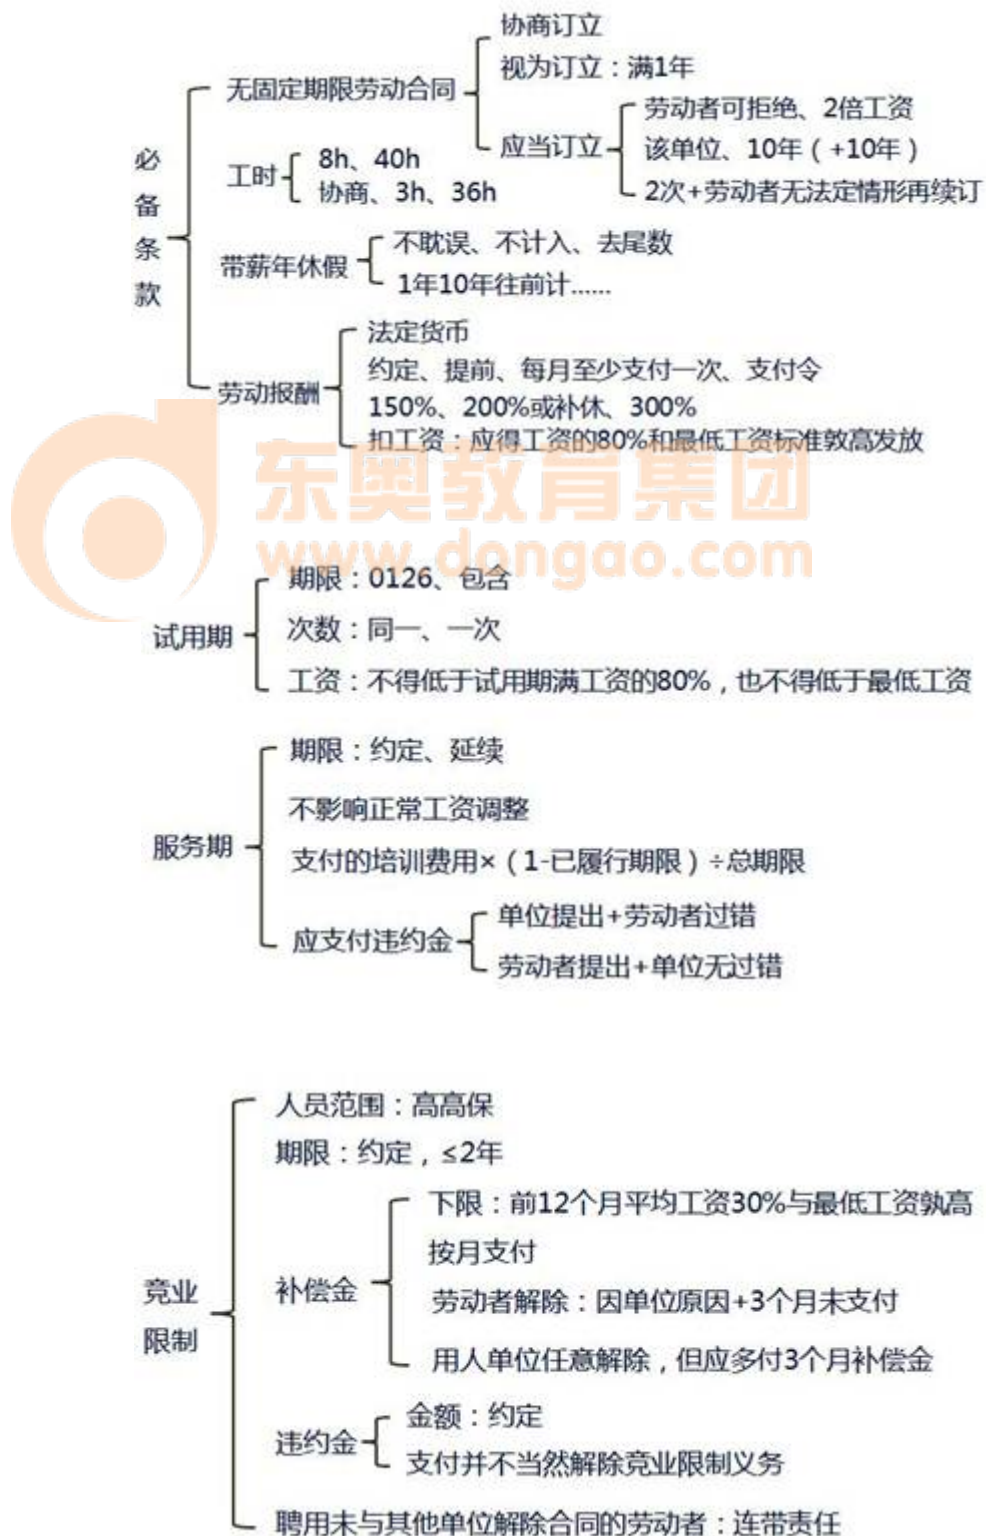 协商订立
视为订立：满1年
无固定期限劳动合同
劳动者可拒绝、2倍工资
应当订立
该单位、10年（+10年）
2次+劳动者无法定情形再续订
必备条款
工时
8h、40h
协商、3h、36h
带薪年休假
不耽误、不计入、去尾数
1年10年往前计......
劳动报酬
法定货币
约定、提前、每月至少支付一次、支付令
150%、200%或补休、300%
扣工资：应得工资的80%和最低工资标准敦高发放
东奥教育集团
www.dongao.com
试用期
期限：0126、包含
次数：同一、一次
工资：不得低于试用期满工资的80%，也不得低于最低工资
服务期
期限：约定、延续
不影响正常工资调整
支付的培训费用×（1-已履行期限）÷总期限
应支付违约金
单位提出+劳动者过错
劳动者提出+单位无过错
竞业
限制
人员范围：高高保
期限：约定，≤2年
补偿金
下限：前12个月平均工资30%与最低工资孰高
按月支付
劳动者解除：因单位原因+3个月未支付
用人单位任意解除，但应多付3个月补偿金
违约金
金额：约定
支付并不当然解除竞业限制义务
聘用未与其他单位解除合同的劳动者：连带责任